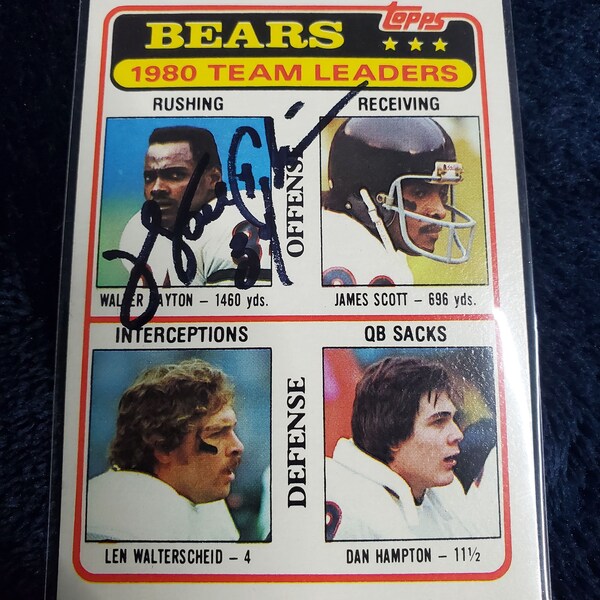 topps
BEARS
1980 TEAM LEADERS
RUSHING
RECEIVING
OFFENSE
WALTER PAYTON – 1460 yds.
JAMES SCOTT – 696 yds.
INTERCEPTIONS
QB SACKS
DEFENSE
LEN WALTERSCHEID – 4
DAN HAMPTON – 11½